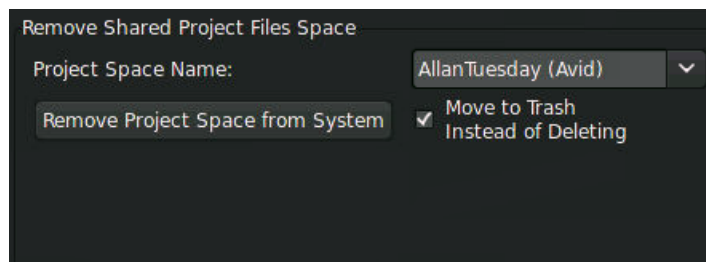 Remove Shared Project Files Space
Project Space Name:
AllanTuesday (Avid)
Remove Project Space from System
Move to Trash
Instead of Deleting